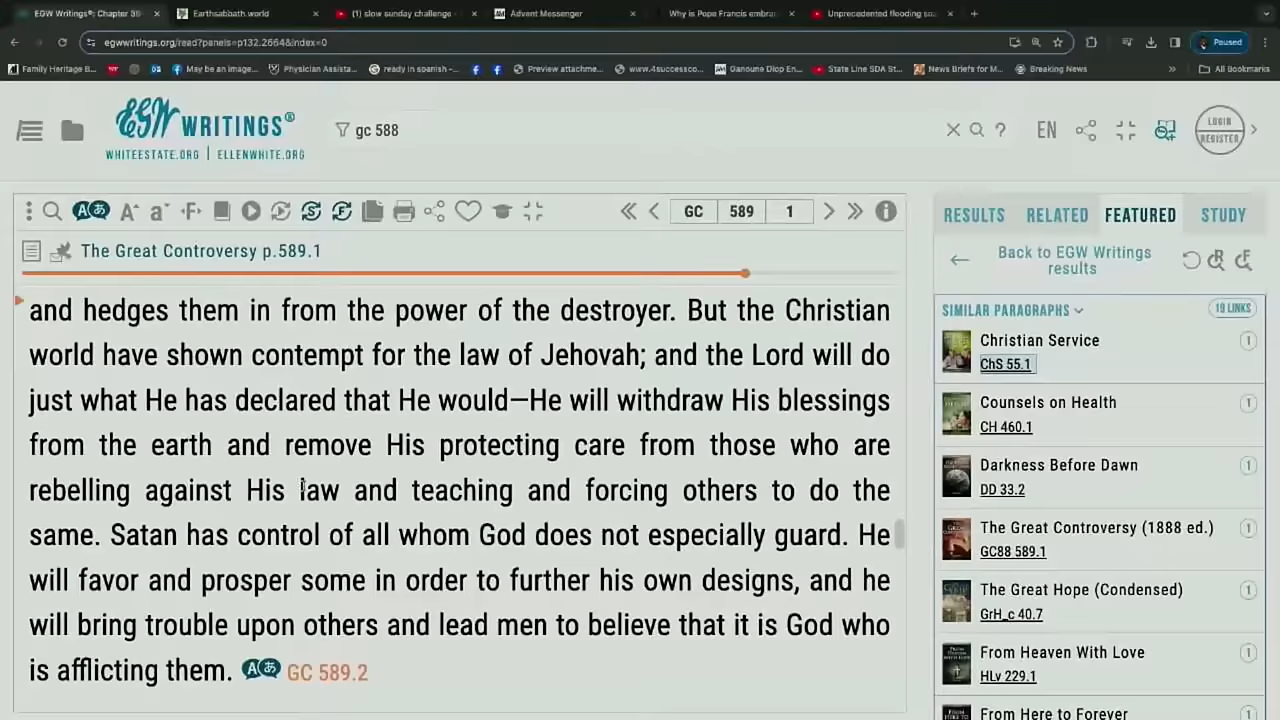 EGW Writings®: Chapter 36
Earthsabbath.world
(1) slow sunday challenge -
Advent Messenger
Why is Pope Francis embra
Unprecedented flooding soa
egwwritings.org/read?panels=p132.2664&index=0
Paused
Family Heritage B...
May be an image...
Physician Assista...
ready in spanish -...
Preview attachme...
www.4successco...
Ganoune Diop En...
State Line SDA St...
News Briefs for M...
Breaking News
All Bookmarks
EGW WRITINGS®
WHITEESTATE.ORG | ELLENWHITE.ORG
gc 588
EN
LOGIN
REGISTER
GC 589 1
RESULTS RELATED FEATURED STUDY
The Great Controversy p.589.1
Back to EGW Writings
results
and hedges them in from the power of the destroyer. But the Christian
world have shown contempt for the law of Jehovah; and the Lord will do
just what He has declared that He would—He will withdraw His blessings
from the earth and remove His protecting care from those who are
rebelling against His law and teaching and forcing others to do the
same. Satan has control of all whom God does not especially guard. He
will favor and prosper some in order to further his own designs, and he
will bring trouble upon others and lead men to believe that it is God who
is afflicting them. GC 589.2
SIMILAR PARAGRAPHS 19 LINKS
Christian Service 1
ChS 55.1
Counsels on Health 1
CH 460.1
Darkness Before Dawn 1
DD 33.2
The Great Controversy (1888 ed.) 1
GC88 589.1
The Great Hope (Condensed) 1
GrH_c 40.7
From Heaven With Love 1
HLv 229.1
From Here to Forever 1